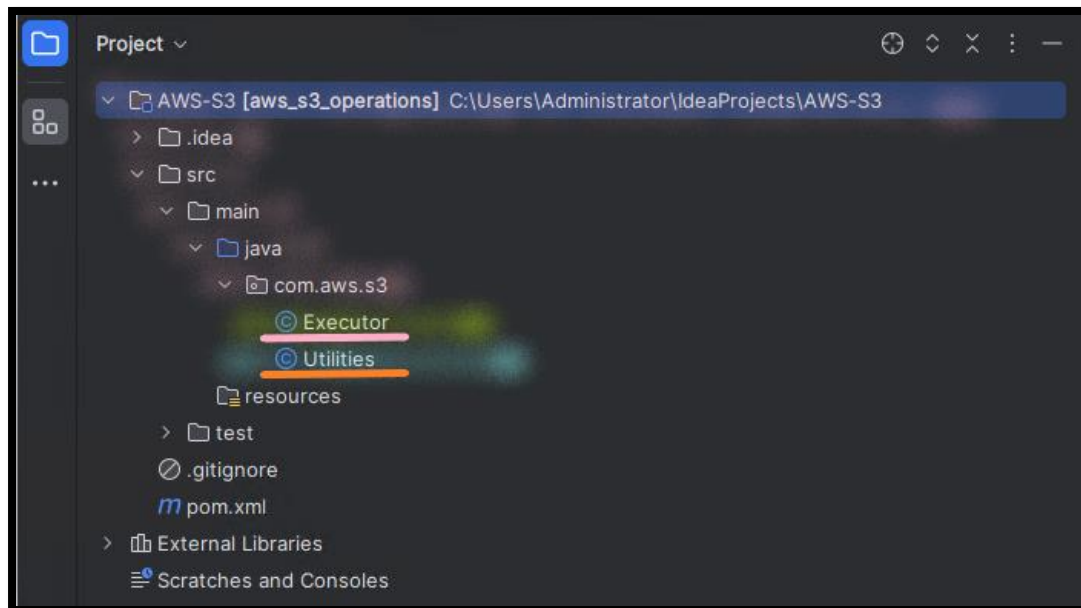 Project
AWS-S3 [aws_s3_operations] C:\Users\Administrator\IdeaProjects\AWS-S3
.idea
src
main
java
com.aws.s3
Executor
Utilities
resources
test
.gitignore
pom.xml
External Libraries
Scratches and Consoles